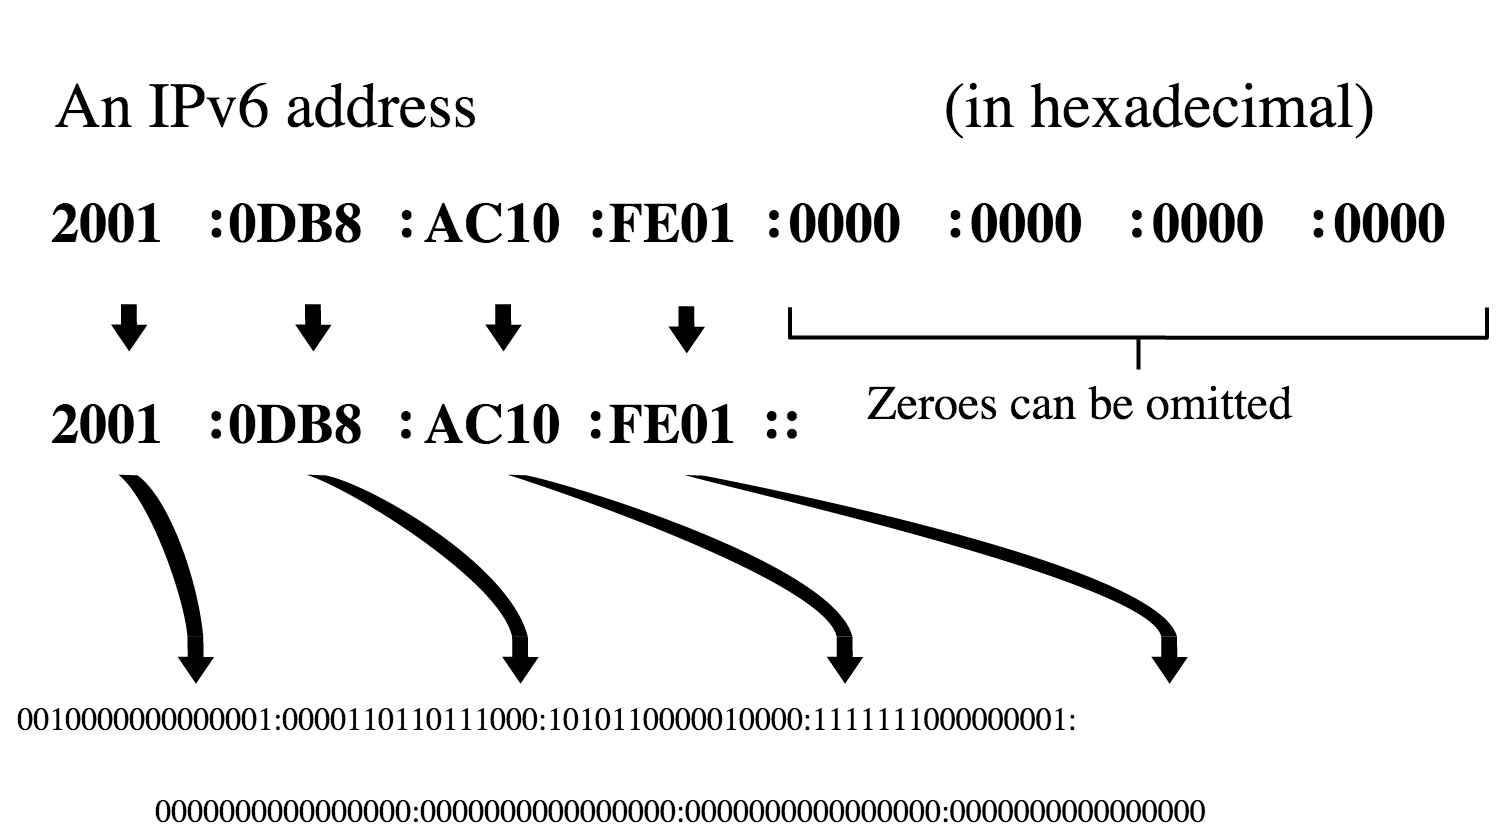 An IPv6 address (in hexadecimal)
2001 :0DB8 :AC10 :FE01 :0000 :0000 :0000 :0000
Zeroes can be omitted
2001 :0DB8 :AC10 :FE01 ::
0010000000000001:0000110110111000:1010110000010000:1111111000000001:
0000000000000000:0000000000000000:0000000000000000:0000000000000000